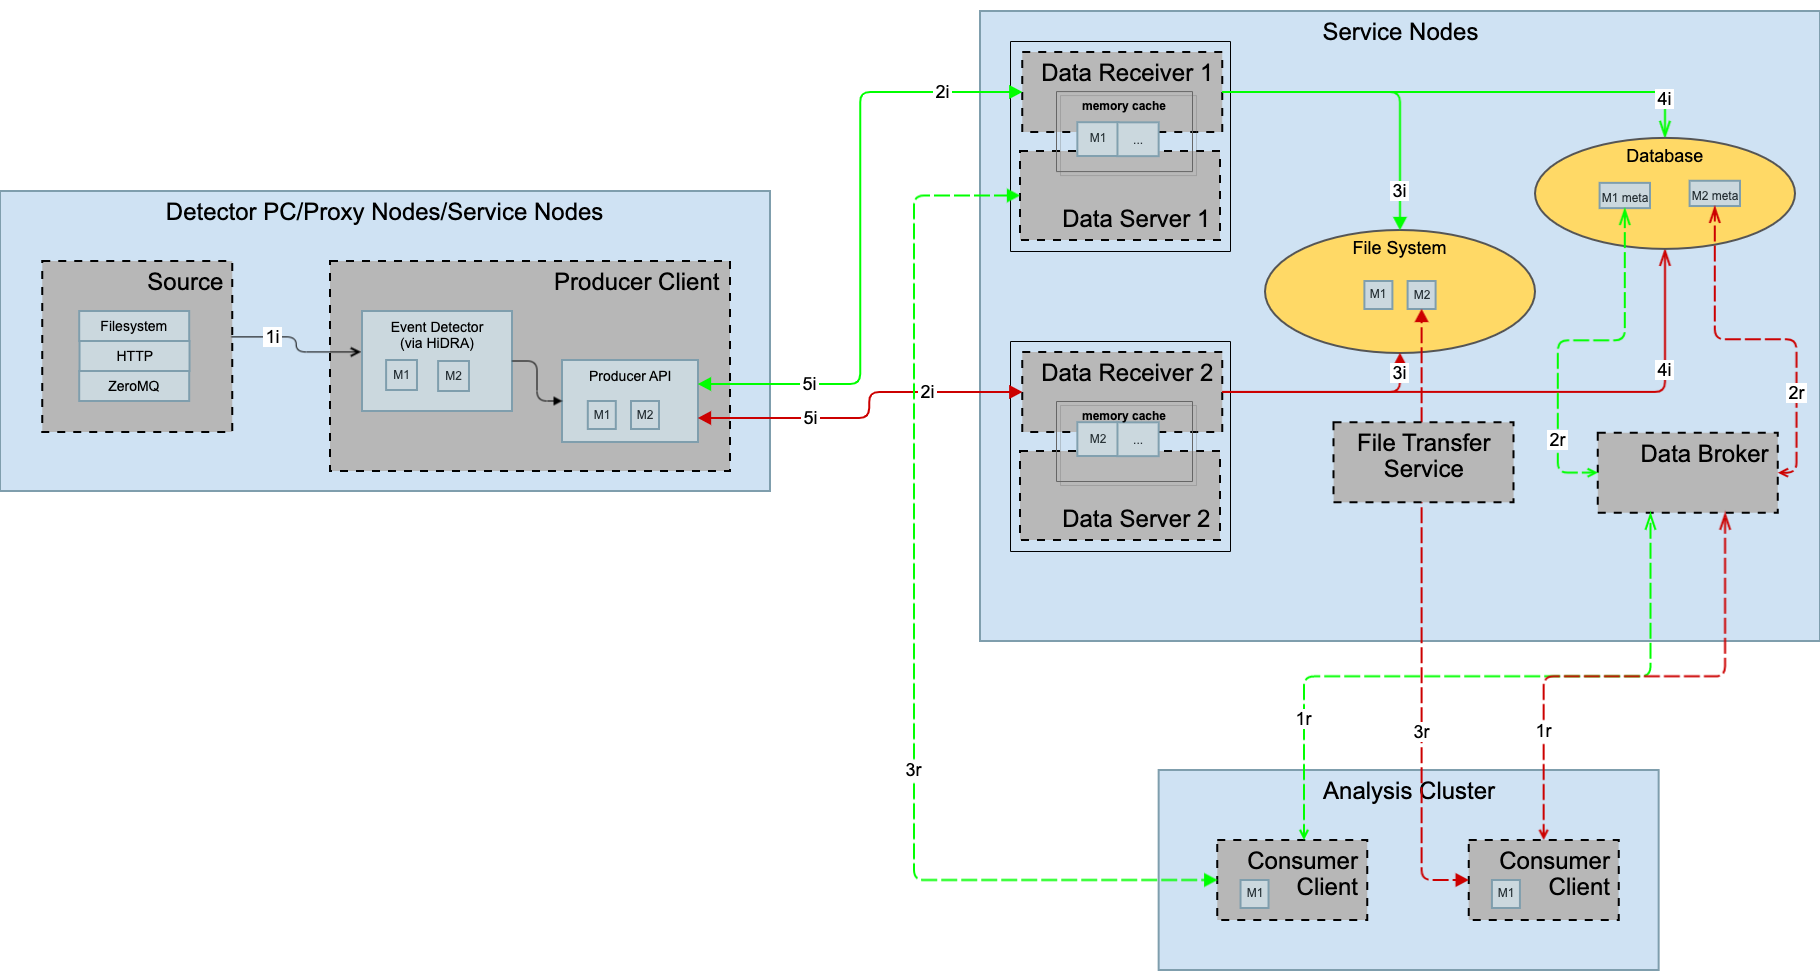 Service Nodes
Data Receiver 1
memory cache
M1
...
Data Server 1
2i
4i
3i
Database
M1 meta
M2 meta
File System
M1
M2
Detector PC/Proxy Nodes/Service Nodes
Source
Filesystem
HTTP
ZeroMQ
1i
Producer Client
Event Detector
(via HiDRA)
M1
M2
Producer API
M1
M2
5i
5i
2i
Data Receiver 2
memory cache
M2
...
Data Server 2
3i
4i
2r
2r
File Transfer
Service
Data Broker
1r
3r
1r
3r
Analysis Cluster
Consumer
Client
M1
Consumer
Client
M1